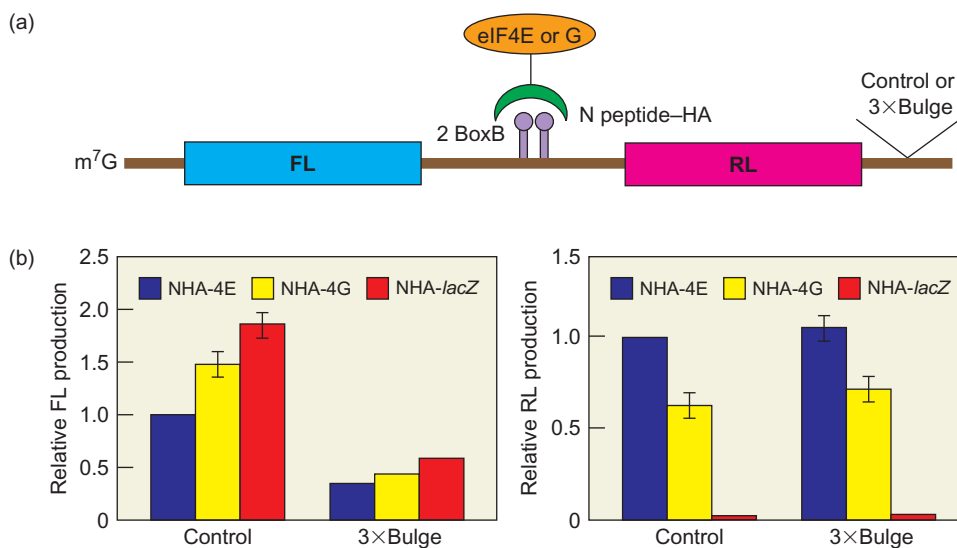 (a)
eIF4E or G
Control or
3×Bulge
N peptide–HA
2 BoxB
m⁷G
FL
RL
(b)
Relative FL production
2.5
2.0
1.5
1.0
0.5
0
NHA-4E
NHA-4G
NHA-lacZ
Control
3×Bulge
Relative RL production
1.5
1.0
0.5
0
NHA-4E
NHA-4G
NHA-lacZ
Control
3×Bulge